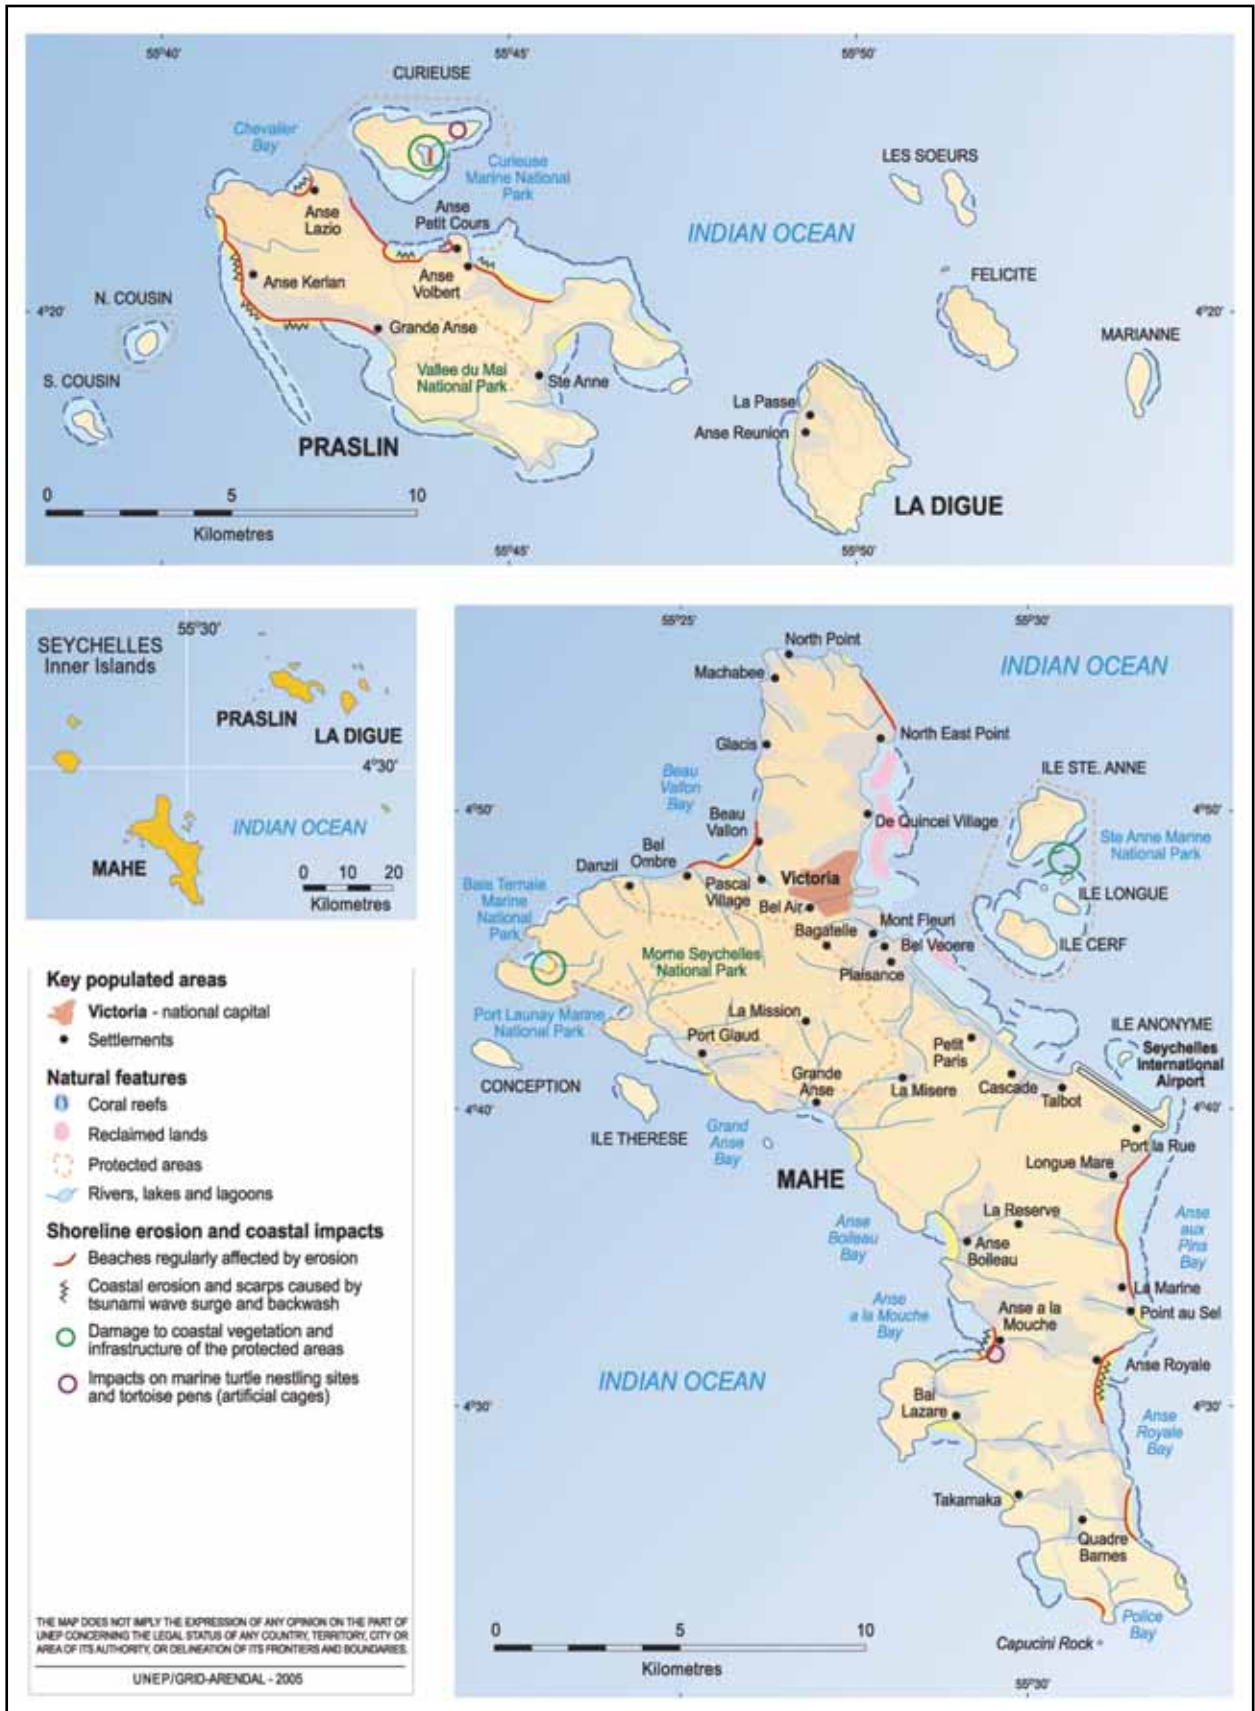 55°40'
55°45'
55°50'
CURIEUSE
Chevalier
Bay
Curieuse
Marine National
Park
LES SOEURS
Anse
Lazio
Anse
Petit Cours
INDIAN OCEAN
Anse Kerlan
Anse
Volbert
FELICITE
N. COUSIN
4°20'
4°20'
Grande Anse
MARIANNE
S. COUSIN
Vallee du Mai
National Park
Ste Anne
La Passe
Anse Reunion
PRASLIN
LA DIGUE
0
5
10
Kilometres
55°45'
55°50'
SEYCHELLES
Inner Islands
55°30'
PRASLIN
LA DIGUE
4°30'
INDIAN OCEAN
MAHE
0 10 20
Kilometres
Key populated areas
Victoria - national capital
Settlements
Natural features
Coral reefs
Reclaimed lands
Protected areas
Rivers, lakes and lagoons
Shoreline erosion and coastal impacts
Beaches regularly affected by erosion
Coastal erosion and scarps caused by
tsunami wave surge and backwash
Damage to coastal vegetation and
infrastructure of the protected areas
Impacts on marine turtle nestling sites
and tortoise pens (artificial cages)
THE MAP DOES NOT IMPLY THE EXPRESSION OF ANY OPINION ON THE PART OF
UNEP CONCERNING THE LEGAL STATUS OF ANY COUNTRY, TERRITORY, CITY OR
AREA OF ITS AUTHORITY, OR DELINEATION OF ITS FRONTIERS AND BOUNDARIES.
UNEP/GRID-ARENDAL - 2005
55°25'
55°30'
North Point
INDIAN OCEAN
Machabee
Glacis
North East Point
Beau
Vallon
Bay
ILE STE. ANNE
4°50'
4°50'
Beau
Vallon
De Quincei Village
Ste Anne Marine
National Park
Bel
Ombre
Danzil
Pascal
Village
Victoria
Baie Ternaie
Marine
National
Park
Bel Air
ILE LONGUE
Mont Fleuri
Bagatelle
Bel Veoere
ILE CERF
Morne Seychelles
National Park
Plaisance
Port Launay Marine
National Park
La Mission
ILE ANONYME
Port Glaud
Petit
Paris
Seychelles
International
Airport
CONCEPTION
Grande
Anse
La Misere
Cascade
Talbot
4°40'
4°40'
ILE THERESE
Grand
Anse
Bay
Port la Rue
Longue Mare
MAHE
La Reserve
Anse
Boileau
Bay
Anse
Boileau
Anse
aux
Pins
Bay
La Marine
Anse
a la Mouche
Bay
Anse a la
Mouche
Point au Sel
Anse Royale
INDIAN OCEAN
Bal
Lazare
4°30'
4°30'
Anse
Royale
Bay
Takamaka
Quadre
Barnes
Police
Bay
Capucini Rock
0
5
10
Kilometres
55°30'